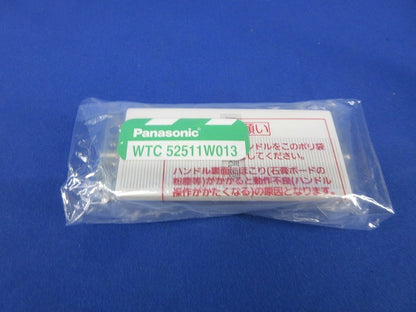 Panasonic
WTC 52511W013
願い
ンドルをこのポリ袋
してください。
ハンドル裏面にほこり(石膏ボードの
粉塵等)がかかると動作不良(ハンドル
操作がかたくなる)の原因となります。